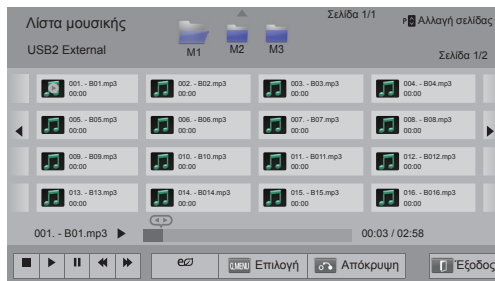 Λίστα μουσικής
Σελίδα 1/1
P Αλλαγή σελίδας
USB2 External
M1 M2 M3
Σελίδα 1/2
001. - B01.mp3
00:00
002. - B02.mp3
00:00
003. - B03.mp3
00:00
004. - B04.mp3
00:00
005. - B05.mp3
00:00
006. - B06.mp3
00:00
007. - B07.mp3
00:00
008. - B08.mp3
00:00
009. - B09.mp3
00:00
010. - B10.mp3
00:00
011. - B011.mp3
00:00
012. - B012.mp3
00:00
013. - B13.mp3
00:00
014. - B014.mp3
00:00
015. - B15.mp3
00:00
016. - B016.mp3
00:00
001. - B01.mp3
00:03 / 02:58
Q.MENU Επιλογή
Απόκρυψη
Έξοδος